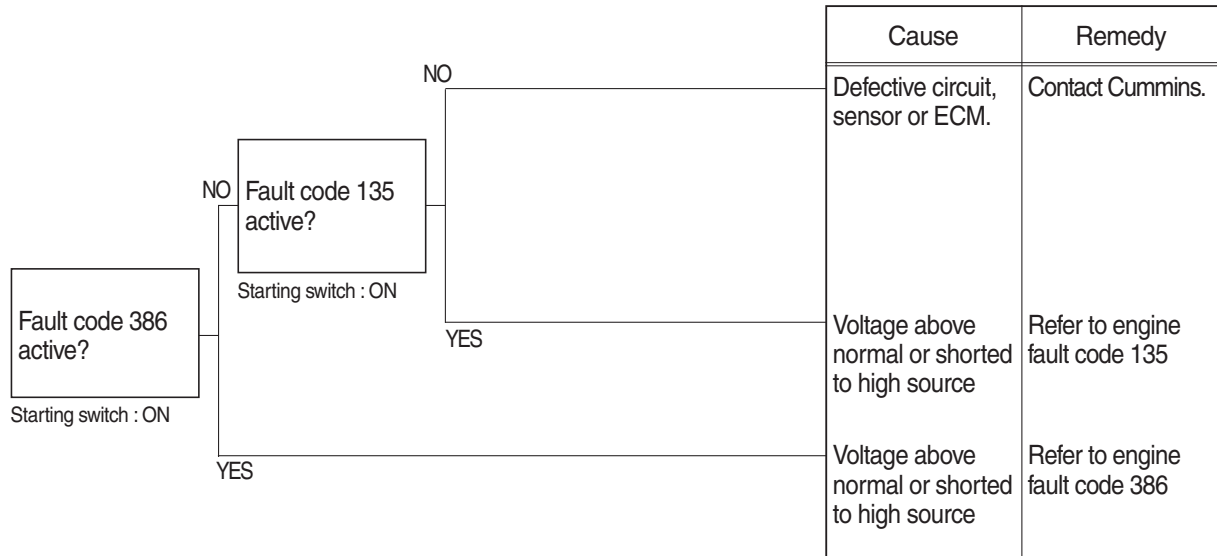 Cause
Remedy
NO
Defective circuit,
sensor or ECM.
Contact Cummins.
NO
Fault code 135
active?
Starting switch : ON
Fault code 386
active?
Starting switch : ON
YES
Voltage above
normal or shorted
to high source
Refer to engine
fault code 135
YES
Voltage above
normal or shorted
to high source
Refer to engine
fault code 386